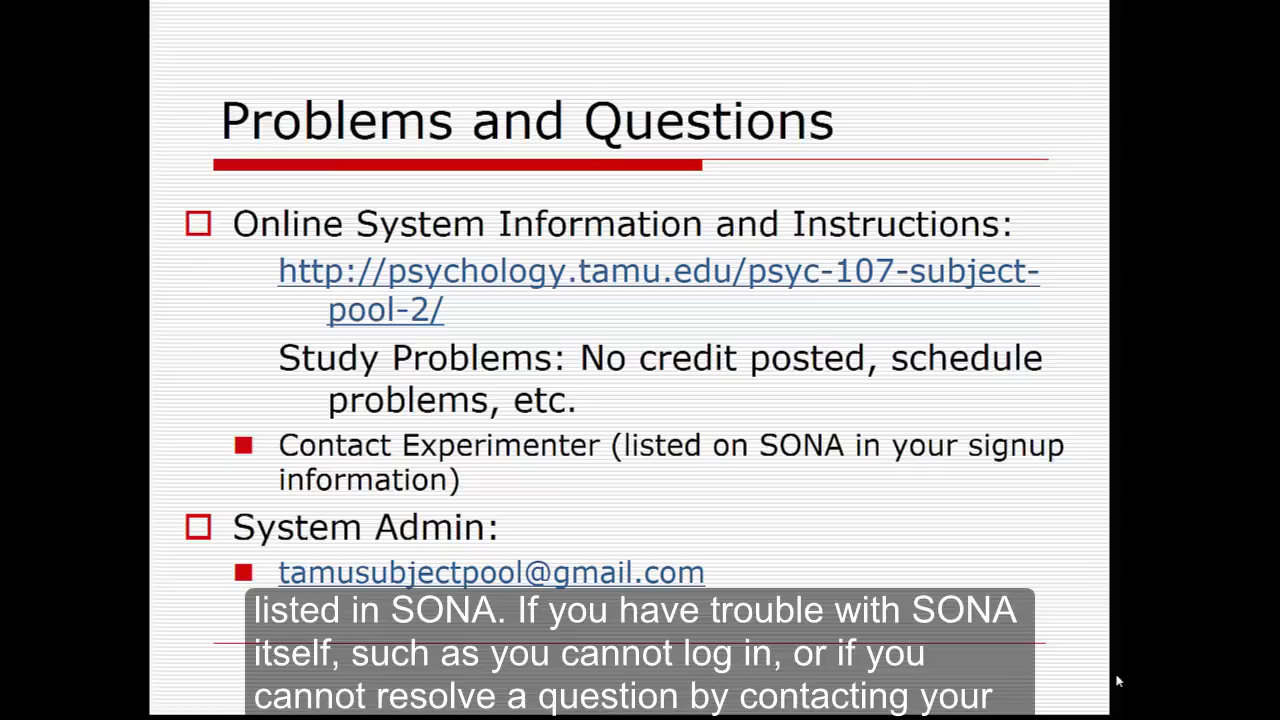 Problems and Questions
Online System Information and Instructions:
http://psychology.tamu.edu/psyc-107-subject-
pool-2/
Study Problems: No credit posted, schedule
problems, etc.
Contact Experimenter (listed on SONA in your signup
information)
System Admin:
tamusubjectpool@gmail.com
listed in SONA. If you have trouble with SONA
itself, such as you cannot log in, or if you
cannot resolve a question by contacting your